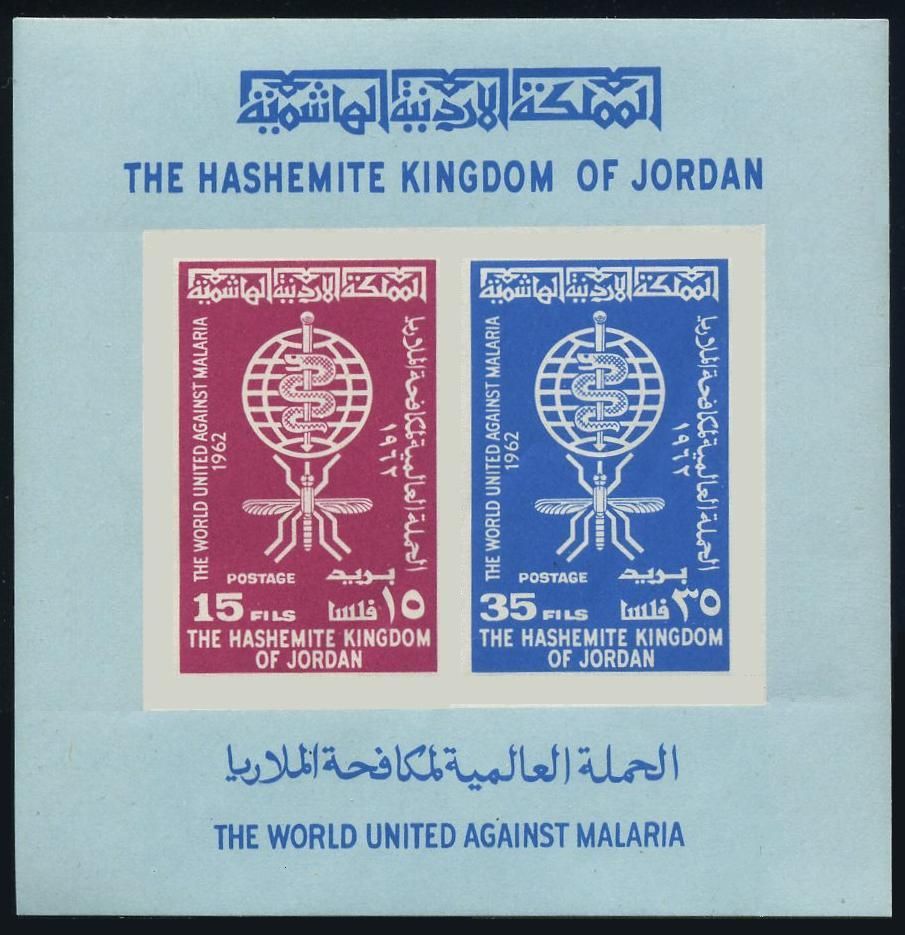 المملكة الاردنية الهاشمية
THE HASHEMITE KINGDOM OF JORDAN
المملكة الاردنية الهاشمية
THE WORLD UNITED AGAINST MALARIA
1962
الحملة العالمية لمكافحة الملاريا
١٩٦٢
POSTAGE بريد
15 FILS ١٥ فلسا
THE HASHEMITE KINGDOM
OF JORDAN
المملكة الاردنية الهاشمية
THE WORLD UNITED AGAINST MALARIA
1962
الحملة العالمية لمكافحة الملاريا
١٩٦٢
POSTAGE بريد
35 FILS ٣٥ فلسا
THE HASHEMITE KINGDOM
OF JORDAN
الحملة العالمية لمكافحة الملاريا
THE WORLD UNITED AGAINST MALARIA